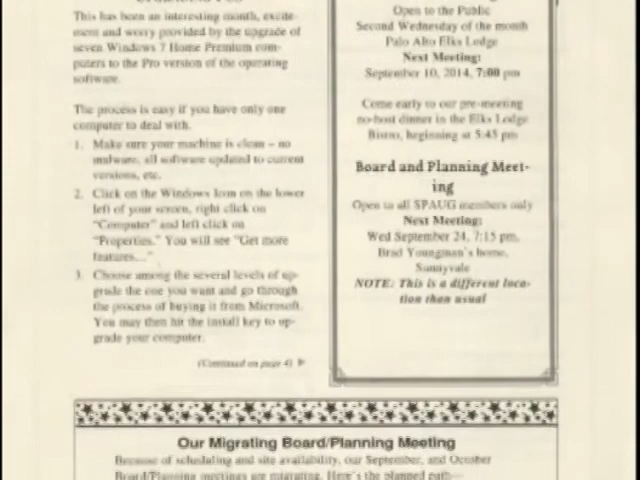 This has been an interesting month, excite-
ment and worry provided by the upgrade of
seven Windows 7 Home Premium com-
puters to the Pro version of the operating
software.
The process is easy if you have only one
computer to deal with.
1. Make sure your machine is clean – no
malware, all software updated to current
versions, etc.
2. Click on the Windows Icon on the lower
left of your screen, right click on
"Computer" and left click on
"Properties." You will see "Get more
features..."
3. Choose among the several levels of up-
grade the one you want and go through
the process of buying it from Microsoft.
You may then hit the install key to up-
grade your computer.
(Continued on page 4)
Open to the Public
Second Wednesday of the month
Palo Alto Elks Lodge
Next Meeting:
September 10, 2014, 7:00 pm
Come early to our pre-meeting
no-host dinner in the Elks Lodge
Bistro, beginning at 5:45 pm
Board and Planning Meet-
ing
Open to all SPAUG members only
Next Meeting:
Wed September 24, 7:15 pm,
Brad Youngman's home,
Sunnyvale
NOTE: This is a different loca-
tion than usual
Our Migrating Board/Planning Meeting
Because of scheduling and site availability, our September, and October
Board/Planning meetings are migrating. Here's the planned path—